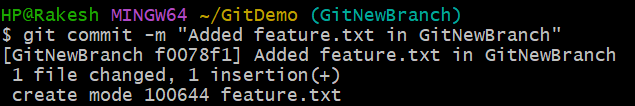 HP@Rakesh MINGW64 ~/GitDemo (GitNewBranch)
$ git commit -m "Added feature.txt in GitNewBranch"
[GitNewBranch f0078f1] Added feature.txt in GitNewBranch
 1 file changed, 1 insertion(+)
 create mode 100644 feature.txt